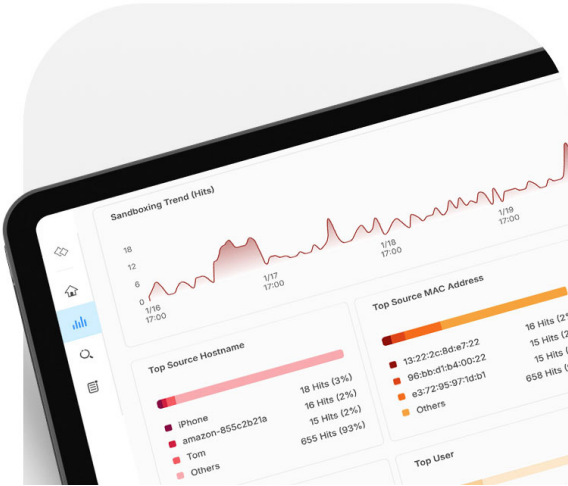 Sandboxing Trend (Hits)
18
12
6
0
1/16
17:00
1/17
17:00
1/18
17:00
1/19
17:00
Top Source Hostname
iPhone 18 Hits (3%)
amazon-855c2b21a 16 Hits (2%)
Tom 15 Hits (2%)
Others 655 Hits (93%)
Top Source MAC Address
13:22:2c:8d:e7:22 16 Hits (2
96:bb:d1:b4:00:22 15 Hits (
e3:72:95:97:1d:b1 15 Hits (
Others 658 Hits (
Top User